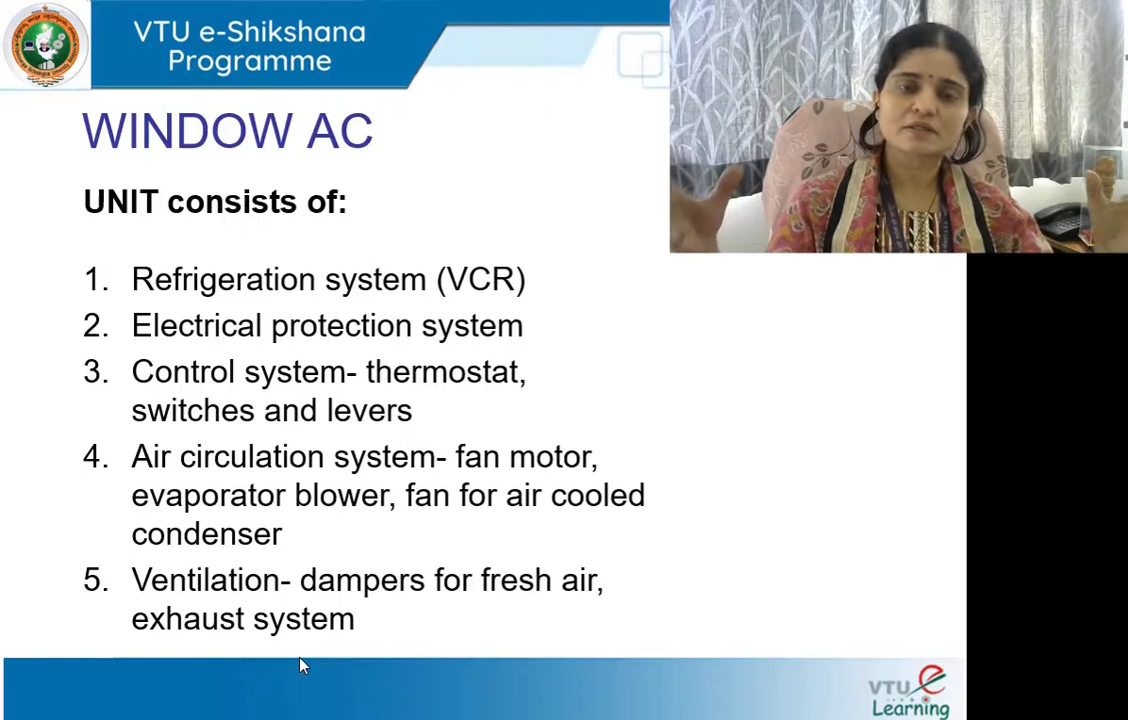 VTU e-Shikshana
Programme
WINDOW AC
UNIT consists of:
1. Refrigeration system (VCR)
2. Electrical protection system
3. Control system- thermostat,
switches and levers
4. Air circulation system- fan motor,
evaporator blower, fan for air cooled
condenser
5. Ventilation- dampers for fresh air,
exhaust system
VTU e
Learning